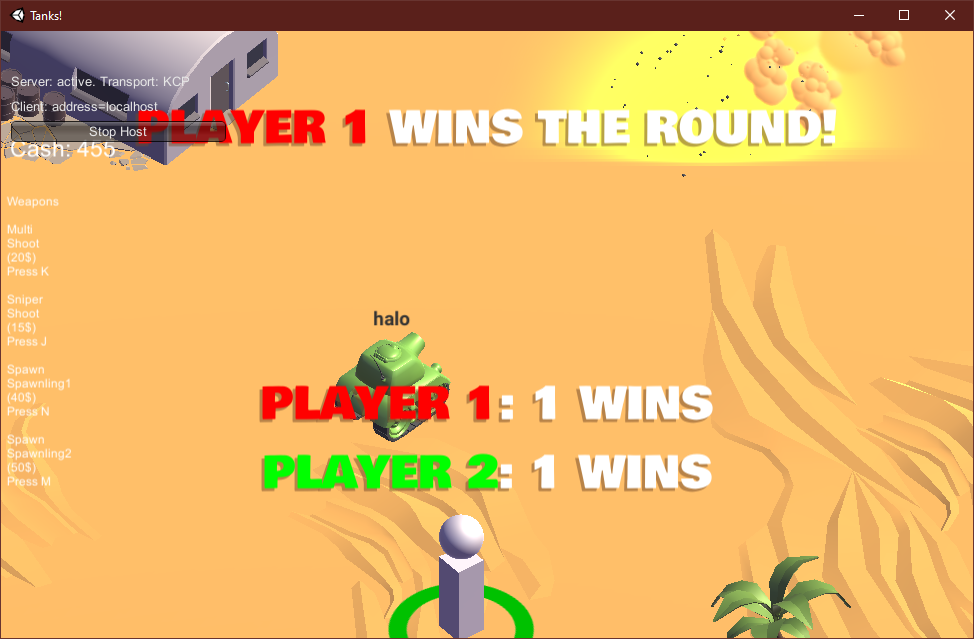 Tanks!
Server: active. Transport: KCP
Client: address=localhost
Stop Host
PLAYER 1 WINS THE ROUND!
Cash: 455
Weapons
Multi
Shoot
(20$)
Press K
Sniper
Shoot
(15$)
Press J
Spawn
Spawnling1
(40$)
Press N
Spawn
Spawnling2
(50$)
Press M
halo
PLAYER 1: 1 WINS
PLAYER 2: 1 WINS